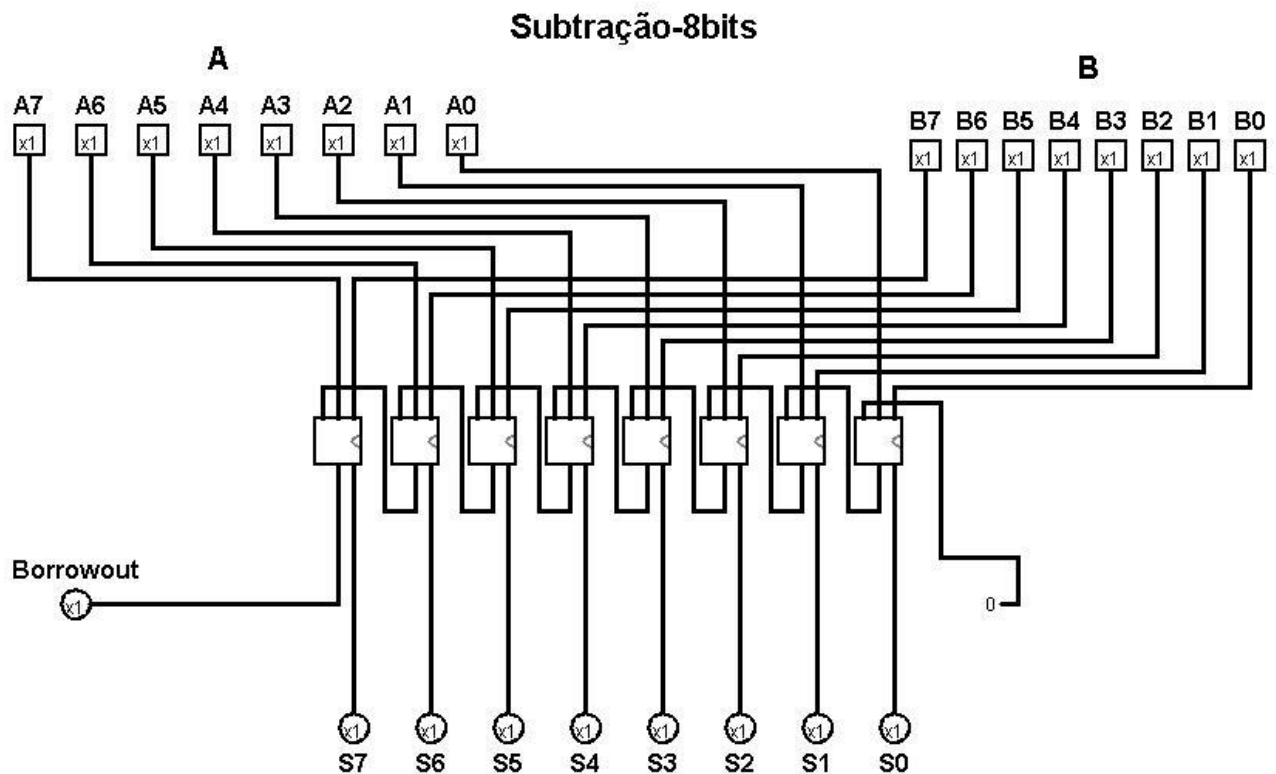 Subtração-8bits
A
B
A7 A6 A5 A4 A3 A2 A1 A0
B7 B6 B5 B4 B3 B2 B1 B0
x1 x1 x1 x1 x1 x1 x1 x1
x1 x1 x1 x1 x1 x1 x1 x1
Borrowout
x1
0
x1 x1 x1 x1 x1 x1 x1 x1
S7 S6 S5 S4 S3 S2 S1 S0